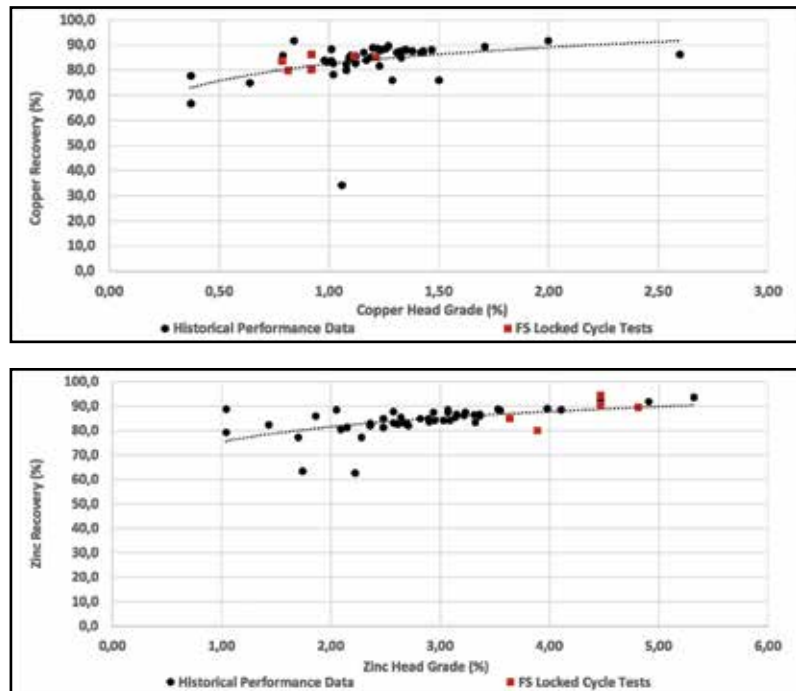 100,0
90,0
80,0
70,0
60,0
50,0
40,0
30,0
20,0
10,0
0,0
Copper Recovery (%)
0,00 0,50 1,00 1,50 2,00 2,50 3,00
Copper Head Grade (%)
Historical Performance Data FS Locked Cycle Tests
100,0
90,0
80,0
70,0
60,0
50,0
40,0
30,0
20,0
10,0
0,0
Zinc Recovery (%)
0,00 1,00 2,00 3,00 4,00 5,00 6,00
Zinc Head Grade (%)
Historical Performance Data FS Locked Cycle Tests